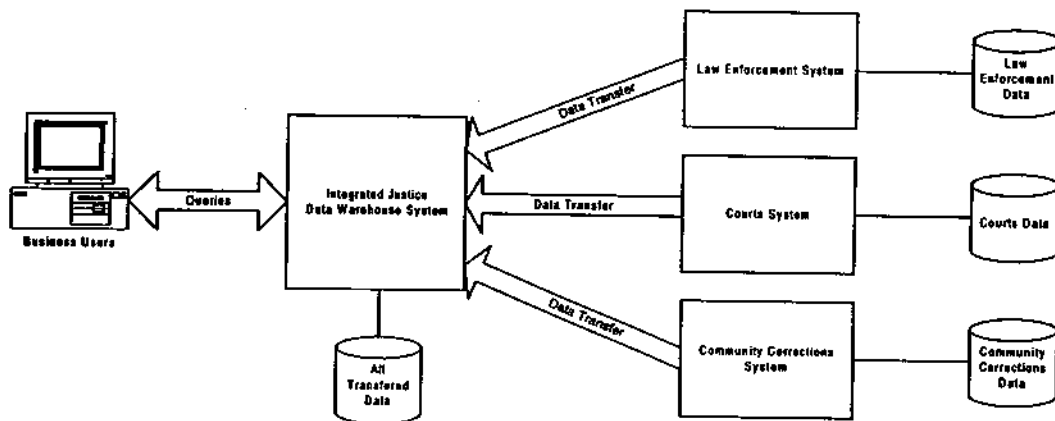 Law Enforcement System
Law
Enforcement
Data
Data Transfer
Queries
Business Users
Integrated Justice
Data Warehouse System
Data Transfer
Courts System
Courts Data
Data Transfer
All
Transferred
Data
Community Corrections
System
Community
Corrections
Data